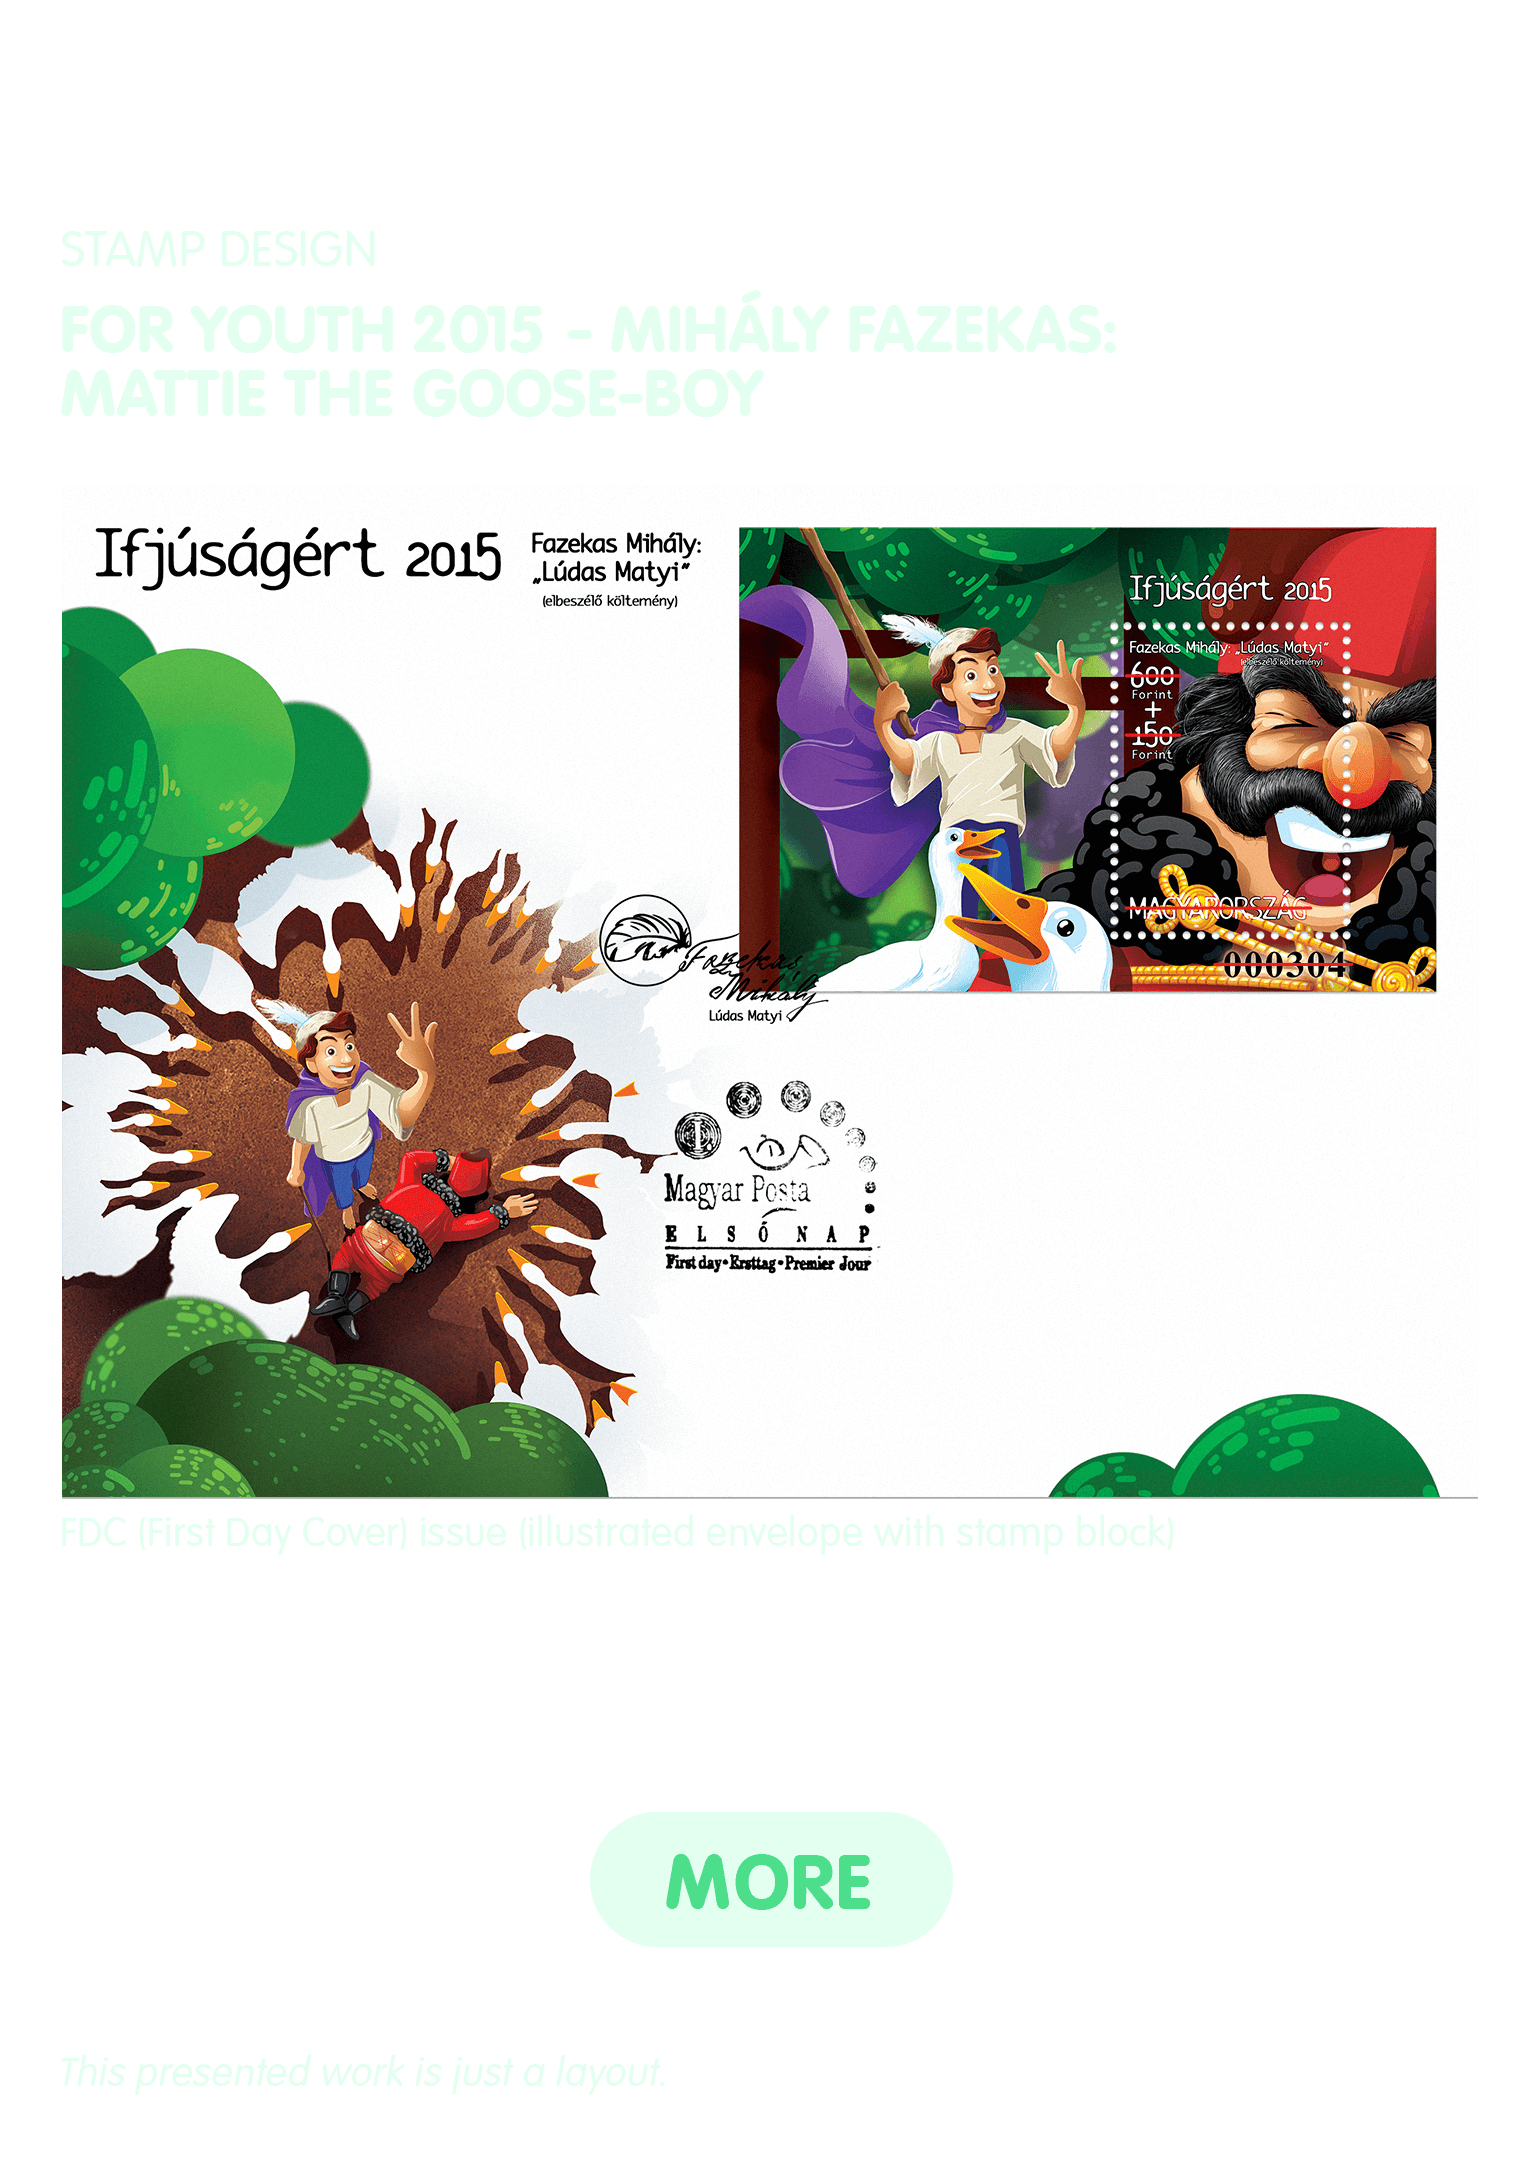 STAMP DESIGN
FOR YOUTH 2015 - MIHÁLY FAZEKAS:
MATTIE THE GOOSE-BOY
Ifjúságért 2015
Fazekas Mihály:
„Lúdas Matyi”
(elbeszélő költemény)
Ifjúságért 2015
Fazekas Mihály: „Lúdas Matyi”
(elbeszélő költemény)
600
Forint
+
150
Forint
MAGYARORSZÁG
000304
Fazekas
Mihály
Lúdas Matyi
I.
Magyar Posta
ELSŐ NAP
First day•Ersttag•Premier Jour
FDC (First Day Cover) issue (illustrated envelope with stamp block)
MORE
This presented work is just a layout.